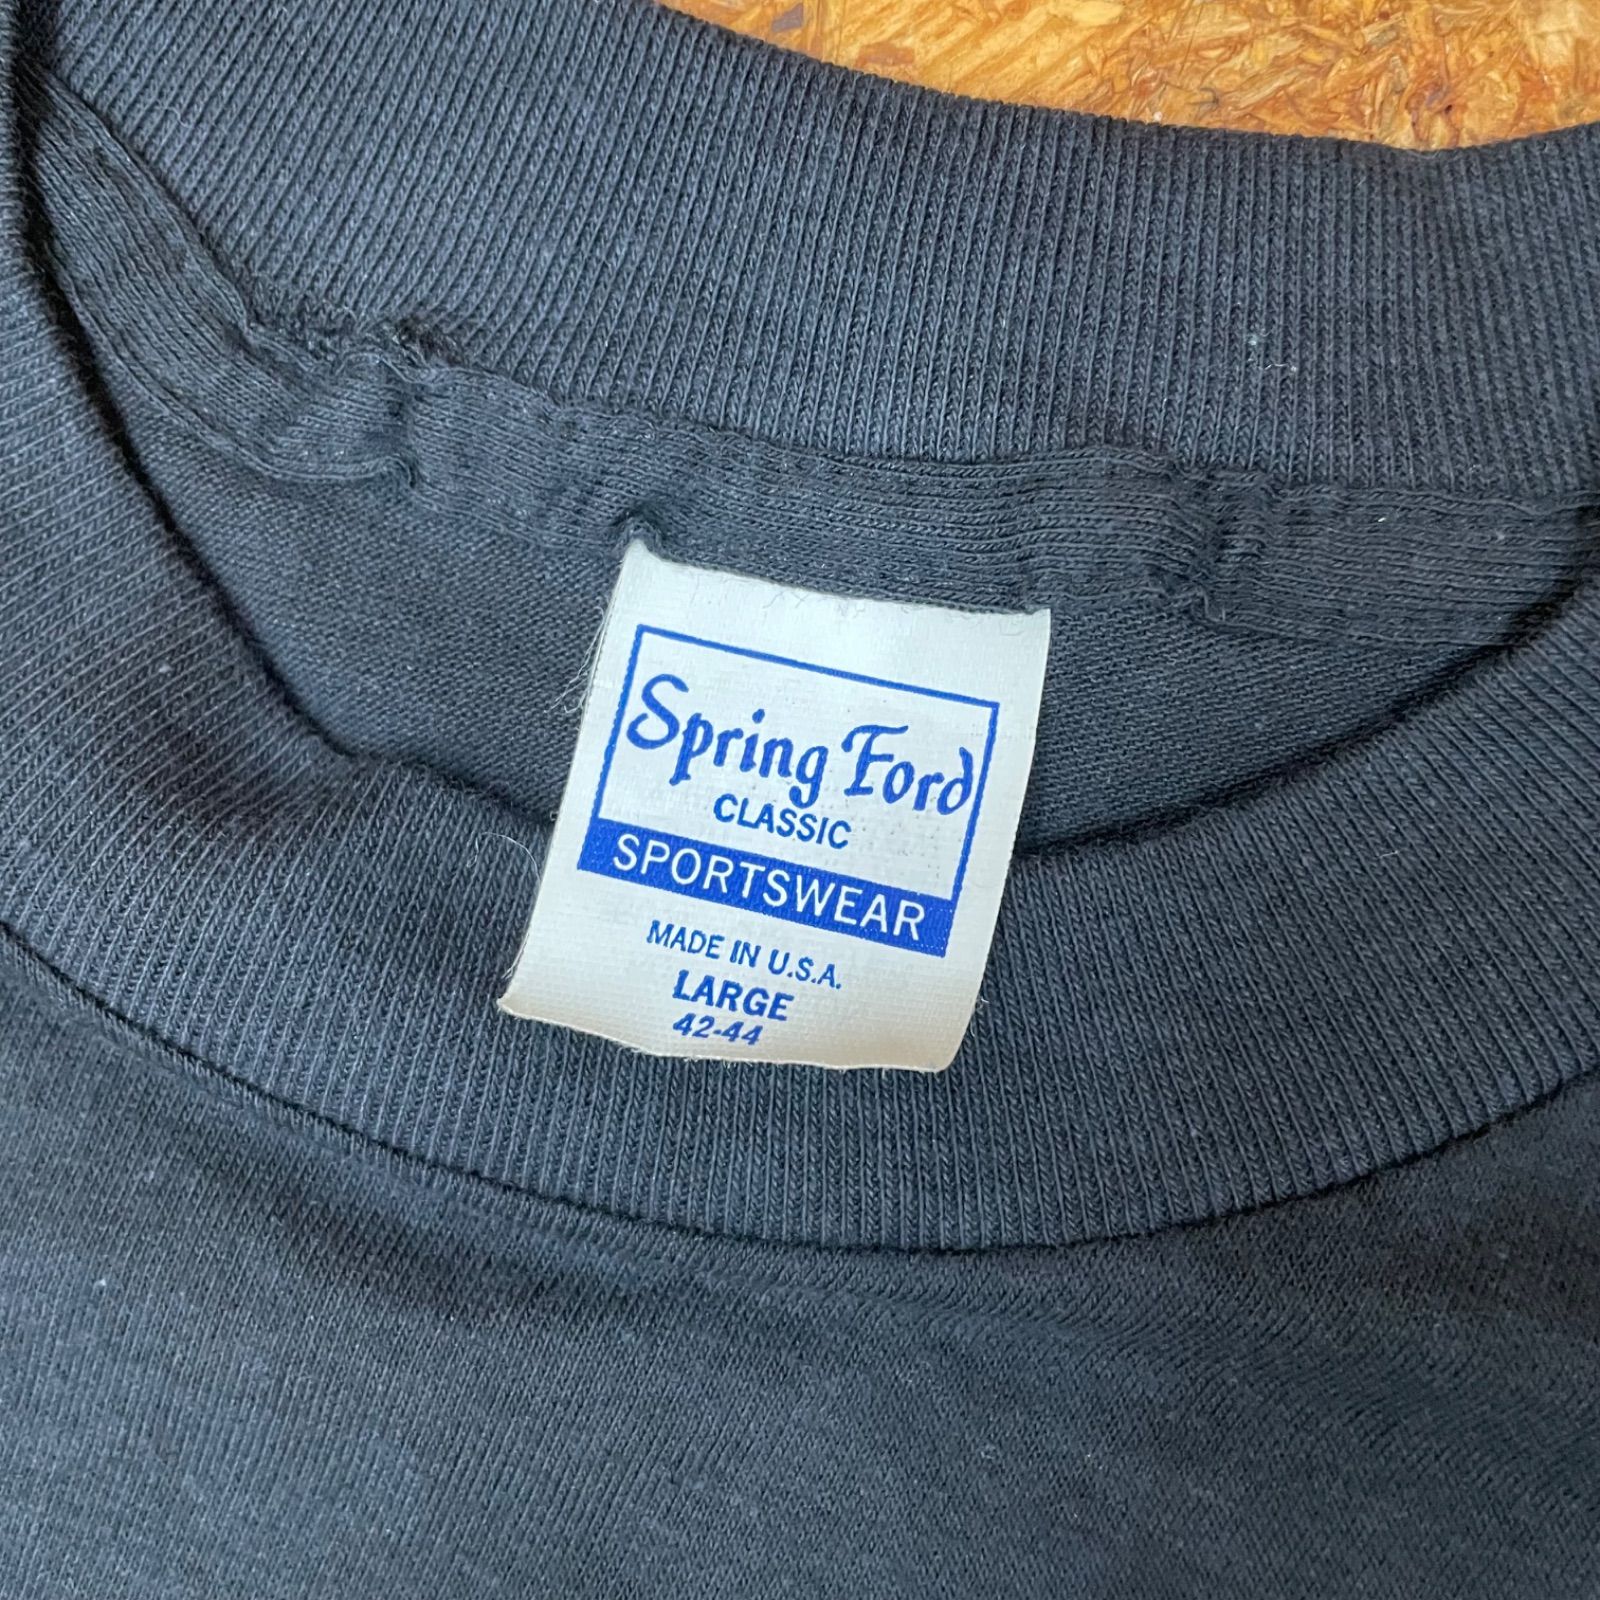 Spring Ford
CLASSIC
SPORTSWEAR
MADE IN U.S.A.
LARGE
42-44